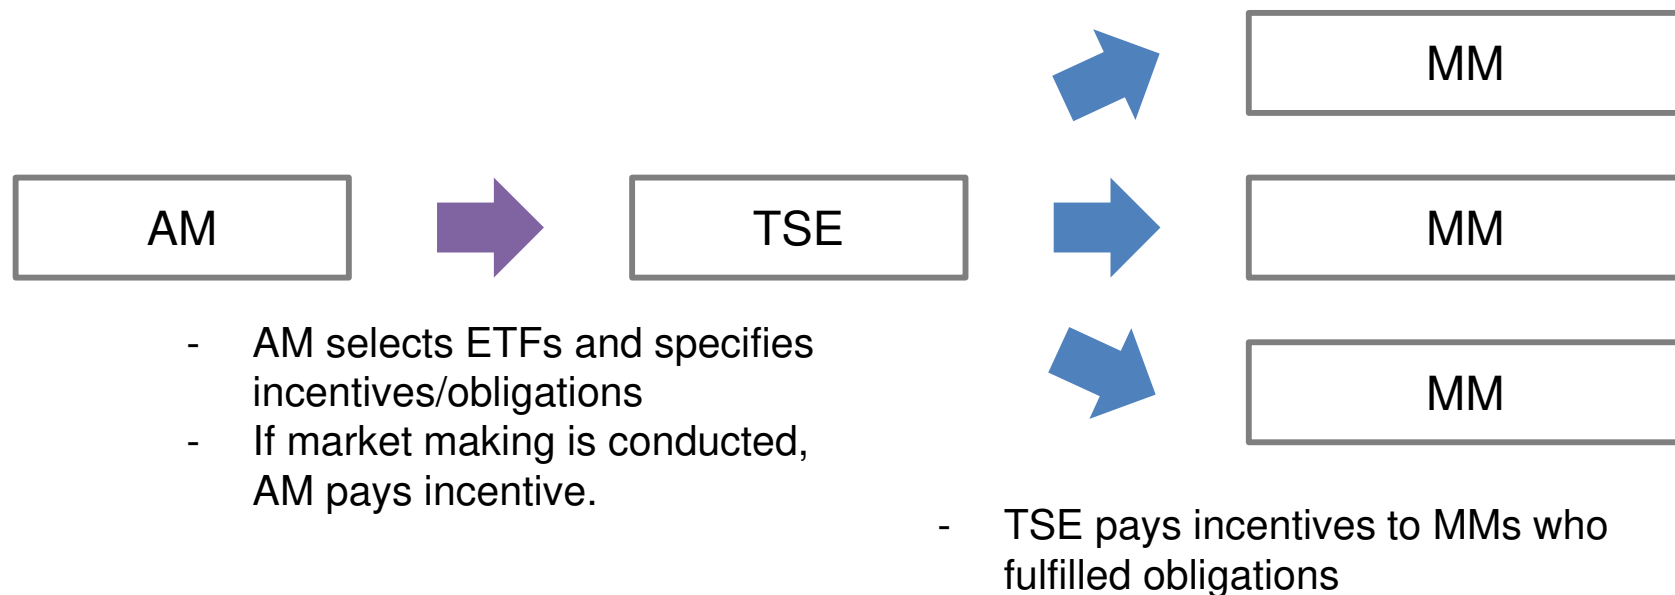 MM
AM
TSE
MM
MM
- AM selects ETFs and specifies
incentives/obligations
- If market making is conducted,
AM pays incentive.
- TSE pays incentives to MMs who
fulfilled obligations